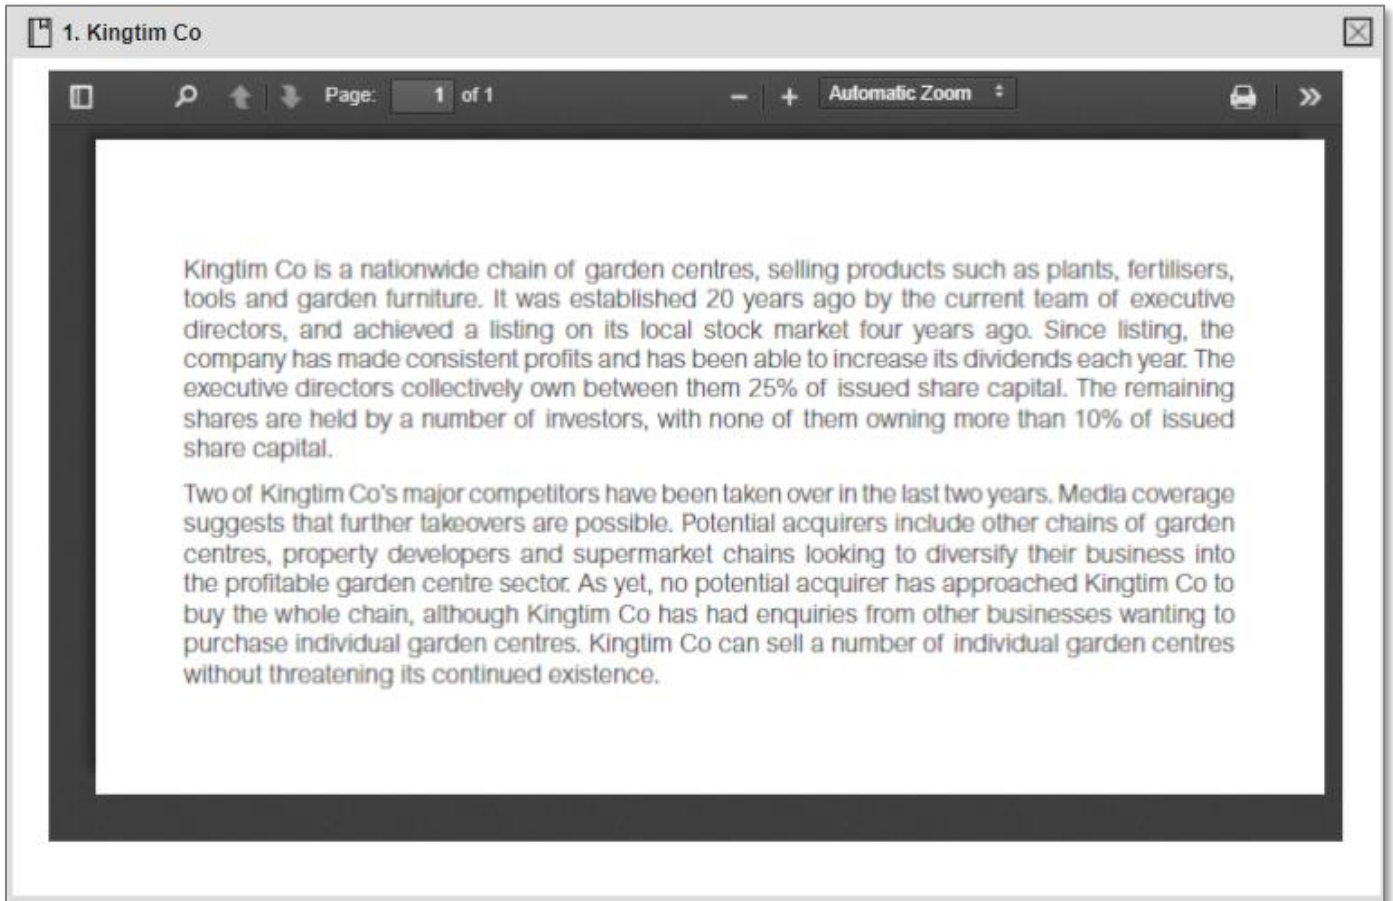 1. Kingtim Co
Page: 1 of 1
Automatic Zoom
Kingtim Co is a nationwide chain of garden centres, selling products such as plants, fertilisers,
tools and garden furniture. It was established 20 years ago by the current team of executive
directors, and achieved a listing on its local stock market four years ago. Since listing, the
company has made consistent profits and has been able to increase its dividends each year. The
executive directors collectively own between them 25% of issued share capital. The remaining
shares are held by a number of investors, with none of them owning more than 10% of issued
share capital.
Two of Kingtim Co's major competitors have been taken over in the last two years. Media coverage
suggests that further takeovers are possible. Potential acquirers include other chains of garden
centres, property developers and supermarket chains looking to diversify their business into
the profitable garden centre sector. As yet, no potential acquirer has approached Kingtim Co to
buy the whole chain, although Kingtim Co has had enquiries from other businesses wanting to
purchase individual garden centres. Kingtim Co can sell a number of individual garden centres
without threatening its continued existence.